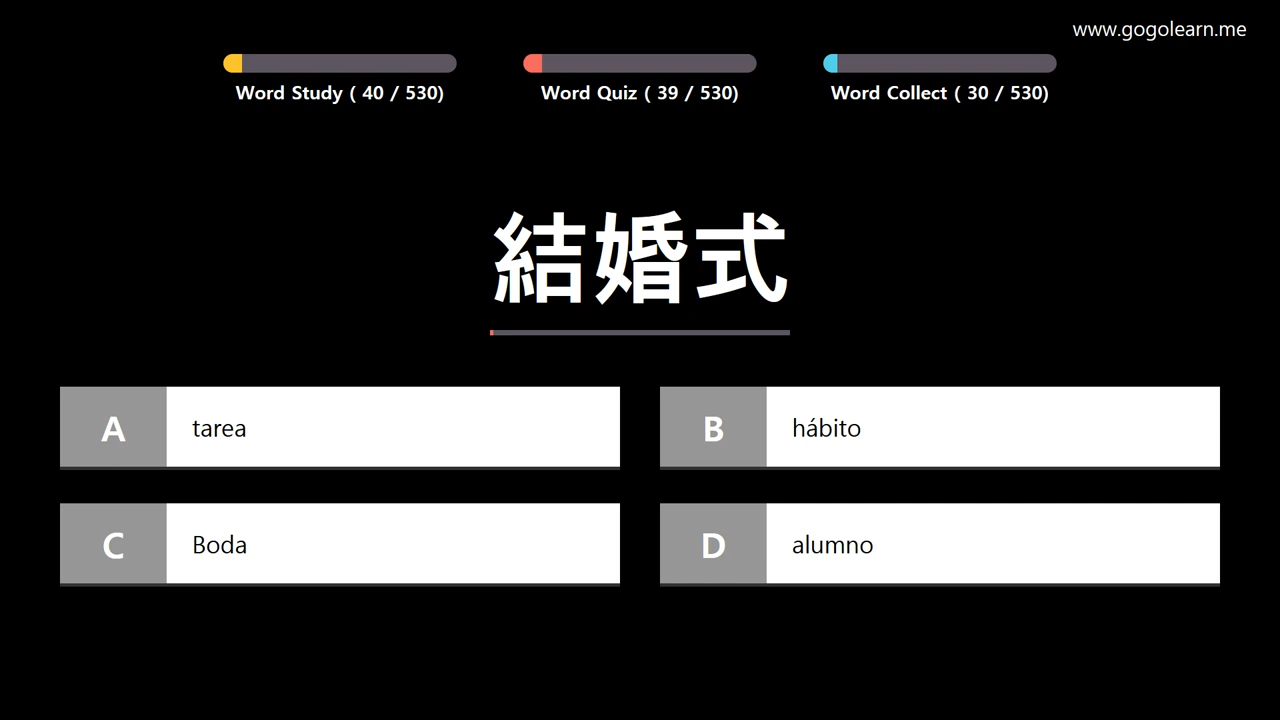 www.gogolearn.me
Word Study ( 40 / 530)
Word Quiz ( 39 / 530)
Word Collect ( 30 / 530)
結婚式
A
tarea
B
hábito
C
Boda
D
alumno